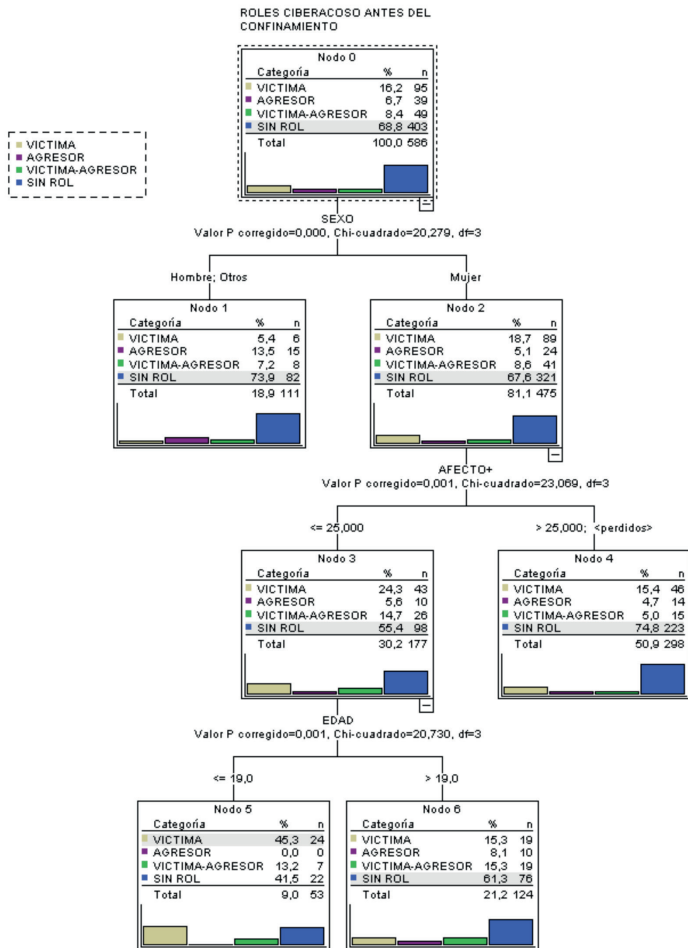 ROLES CIBERACOSO ANTES DEL
CONFINAMIENTO
VICTIMA
AGRESOR
VICTIMA-AGRESOR
SIN ROL
Nodo 0
Categoría % n
VICTIMA 16,2 95
AGRESOR 6,7 39
VICTIMA-AGRESOR 8,4 49
SIN ROL 68,8 403
Total 100,0 586
SEXO
Valor P corregido=0,000, Chi-cuadrado=20,279, df=3
Hombre; Otros
Mujer
Nodo 1
Categoría % n
VICTIMA 5,4 6
AGRESOR 13,5 15
VICTIMA-AGRESOR 7,2 8
SIN ROL 73,9 82
Total 18,9 111
Nodo 2
Categoría % n
VICTIMA 18,7 89
AGRESOR 5,1 24
VICTIMA-AGRESOR 8,6 41
SIN ROL 67,6 321
Total 81,1 475
AFECTO+
Valor P corregido=0,001, Chi-cuadrado=23,069, df=3
<= 25,000
> 25,000; <perdidos>
Nodo 3
Categoría % n
VICTIMA 24,3 43
AGRESOR 5,6 10
VICTIMA-AGRESOR 14,7 26
SIN ROL 55,4 98
Total 30,2 177
Nodo 4
Categoría % n
VICTIMA 15,4 46
AGRESOR 4,7 14
VICTIMA-AGRESOR 5,0 15
SIN ROL 74,8 223
Total 50,9 298
EDAD
Valor P corregido=0,001, Chi-cuadrado=20,730, df=3
<= 19,0
> 19,0
Nodo 5
Categoría % n
VICTIMA 45,3 24
AGRESOR 0,0 0
VICTIMA-AGRESOR 13,2 7
SIN ROL 41,5 22
Total 9,0 53
Nodo 6
Categoría % n
VICTIMA 15,3 19
AGRESOR 8,1 10
VICTIMA-AGRESOR 15,3 19
SIN ROL 61,3 76
Total 21,2 124